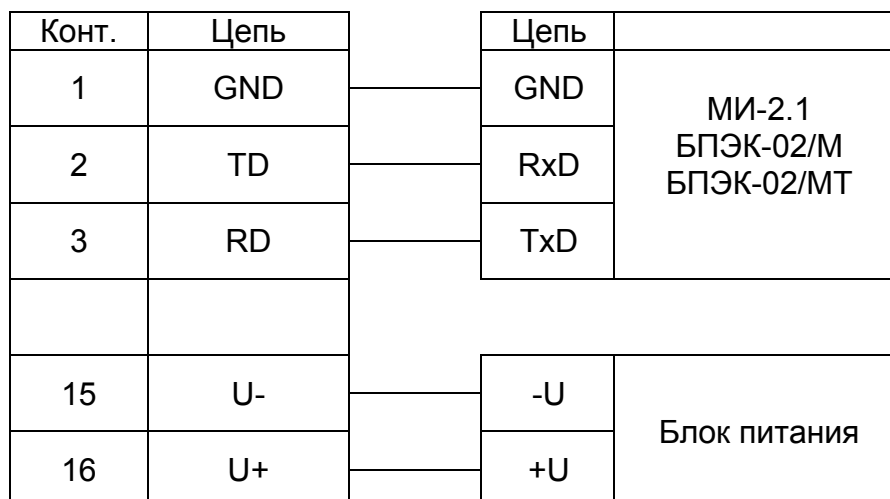 Конт. Цепь Цепь
1 GND GND
МИ-2.1
БПЭК-02/М
БПЭК-02/МТ
2 TD RxD
3 RD TxD
15 U- -U
Блок питания
16 U+ +U